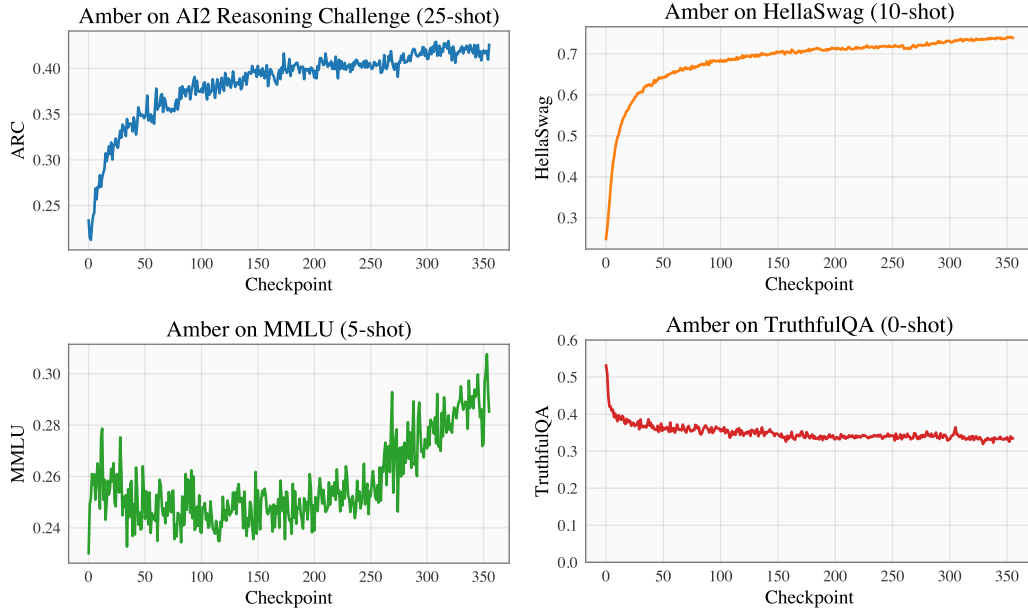 Amber on AI2 Reasoning Challenge (25-shot)
ARC
0.40
0.35
0.30
0.25
0 50 100 150 200 250 300 350
Checkpoint
Amber on HellaSwag (10-shot)
HellaSwag
0.7
0.6
0.5
0.4
0.3
0 50 100 150 200 250 300 350
Checkpoint
Amber on MMLU (5-shot)
MMLU
0.30
0.28
0.26
0.24
0 50 100 150 200 250 300 350
Checkpoint
Amber on TruthfulQA (0-shot)
TruthfulQA
0.6
0.5
0.4
0.3
0.2
0.1
0.0
0 50 100 150 200 250 300 350
Checkpoint